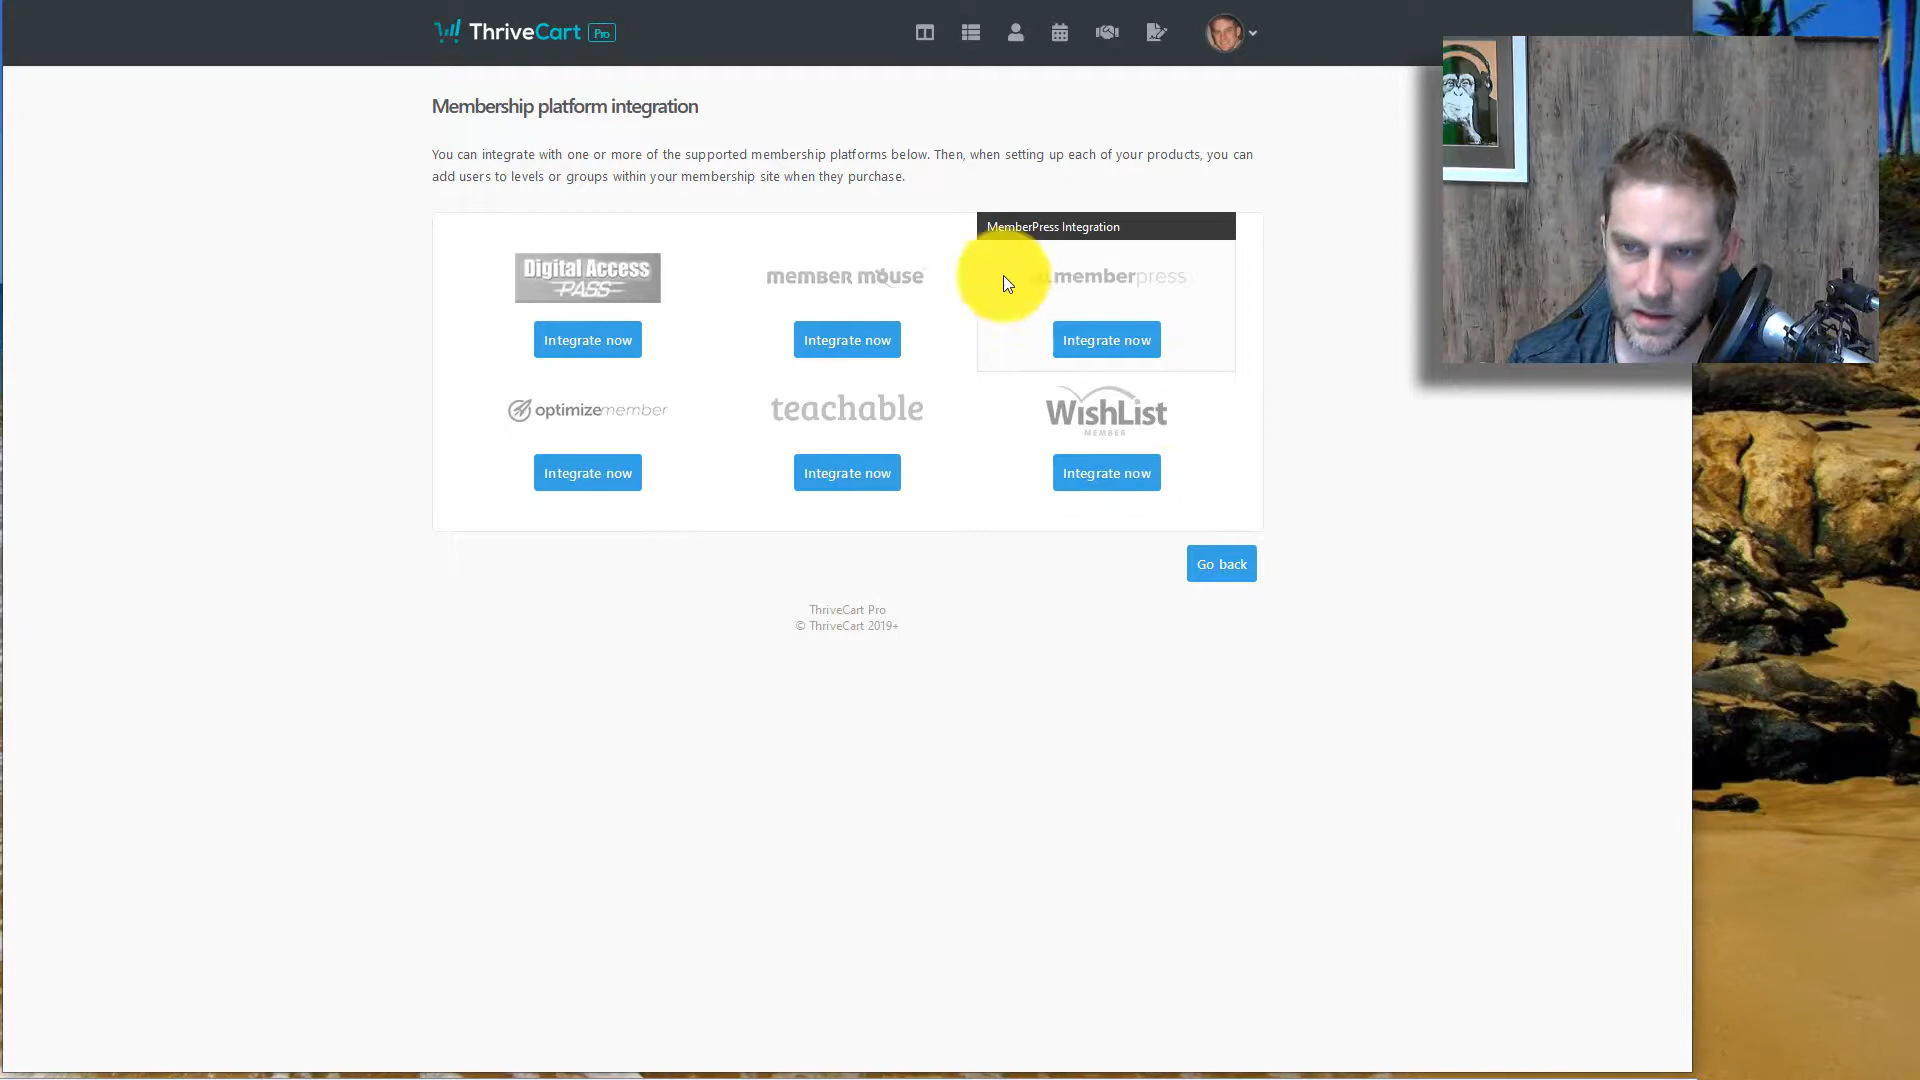 ThriveCart Pro
Membership platform integration
You can integrate with one or more of the supported membership platforms below. Then, when setting up each of your products, you can
add users to levels or groups within your membership site when they purchase.
MemberPress Integration
Digital Access
PASS
member mouse
memberpress
Integrate now
Integrate now
Integrate now
optimizemember
teachable
WishList
MEMBER
Integrate now
Integrate now
Integrate now
Go back
ThriveCart Pro
© ThriveCart 2019+